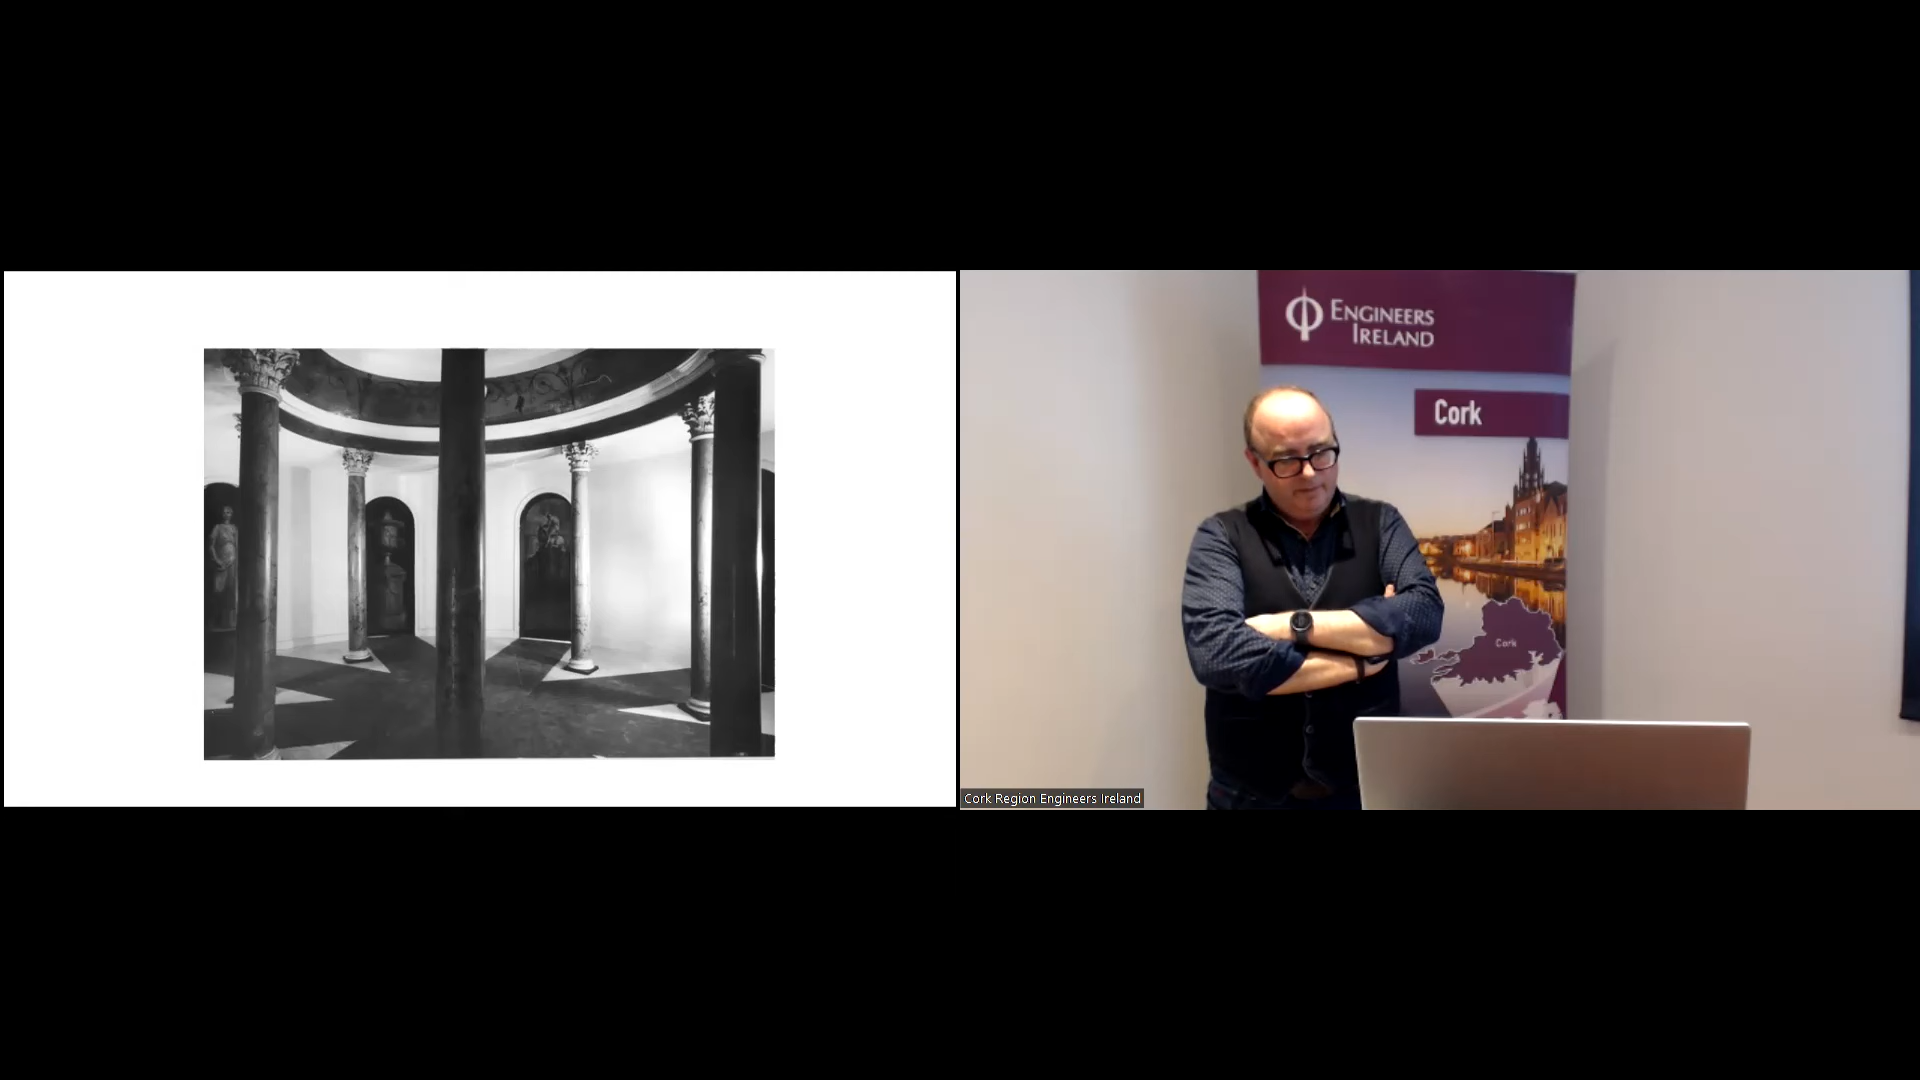 ENGINEERS
IRELAND
Cork
Cork
Cork Region Engineers Ireland